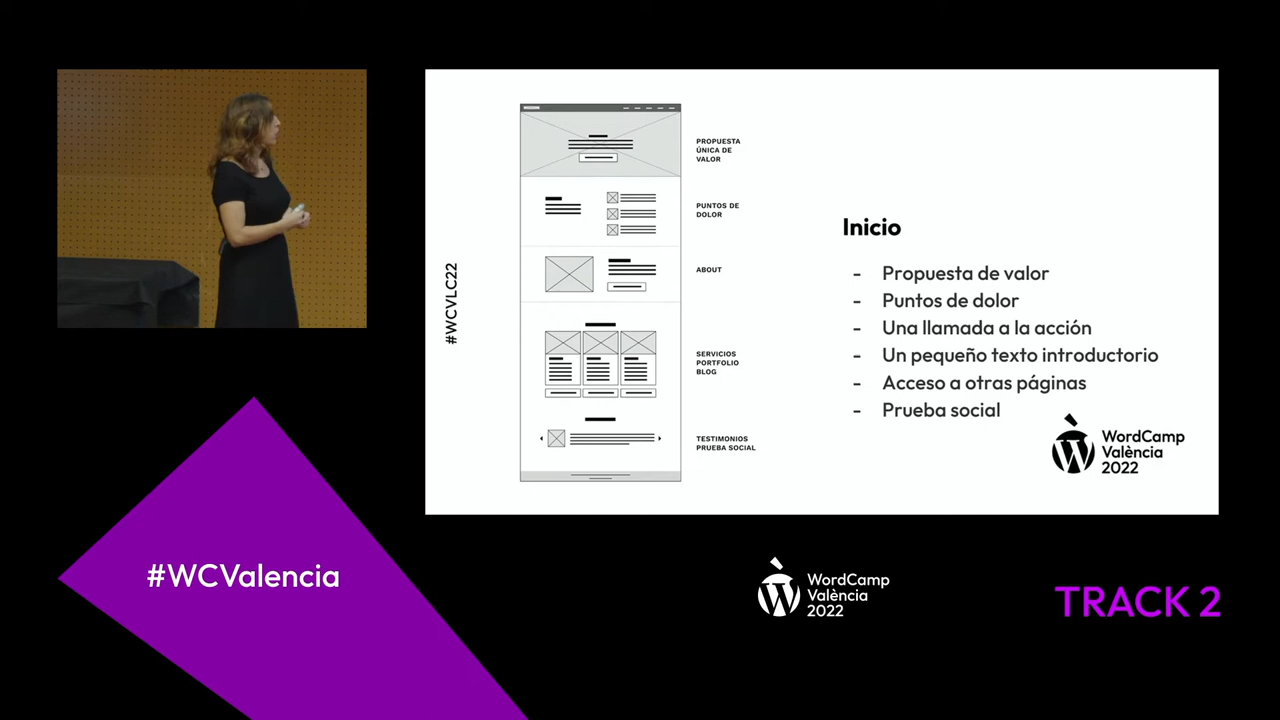 #WCVLC22
PROPUESTA
ÚNICA DE
VALOR
PUNTOS DE
DOLOR
ABOUT
SERVICIOS
PORTFOLIO
BLOG
TESTIMONIOS
PRUEBA SOCIAL
Inicio
- Propuesta de valor
- Puntos de dolor
- Una llamada a la acción
- Un pequeño texto introductorio
- Acceso a otras páginas
- Prueba social
WordCamp
València
2022
#WCValencia
WordCamp
València
2022
TRACK 2